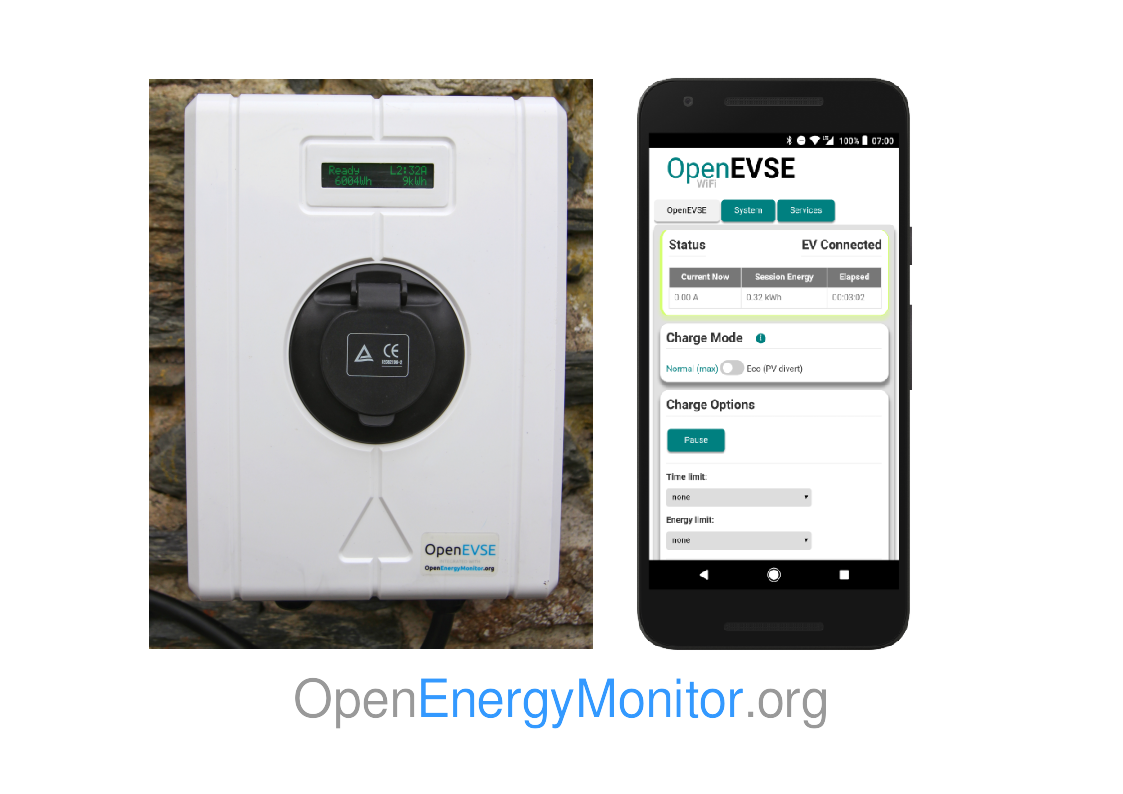 Ready L2:32A
6004Wh 9kWh
CE
OpenEVSE
OpenEnergyMonitor.org
100% 07:00
OpenEVSE
WiFi
OpenEVSE System Services
Status EV Connected
Current Now Session Energy Elapsed
0.00 A 0.32 kWh 00:03:02
Charge Mode
Normal (max) Eco (PV divert)
Charge Options
Pause
Time limit:
none
Energy limit:
none
OpenEnergyMonitor.org